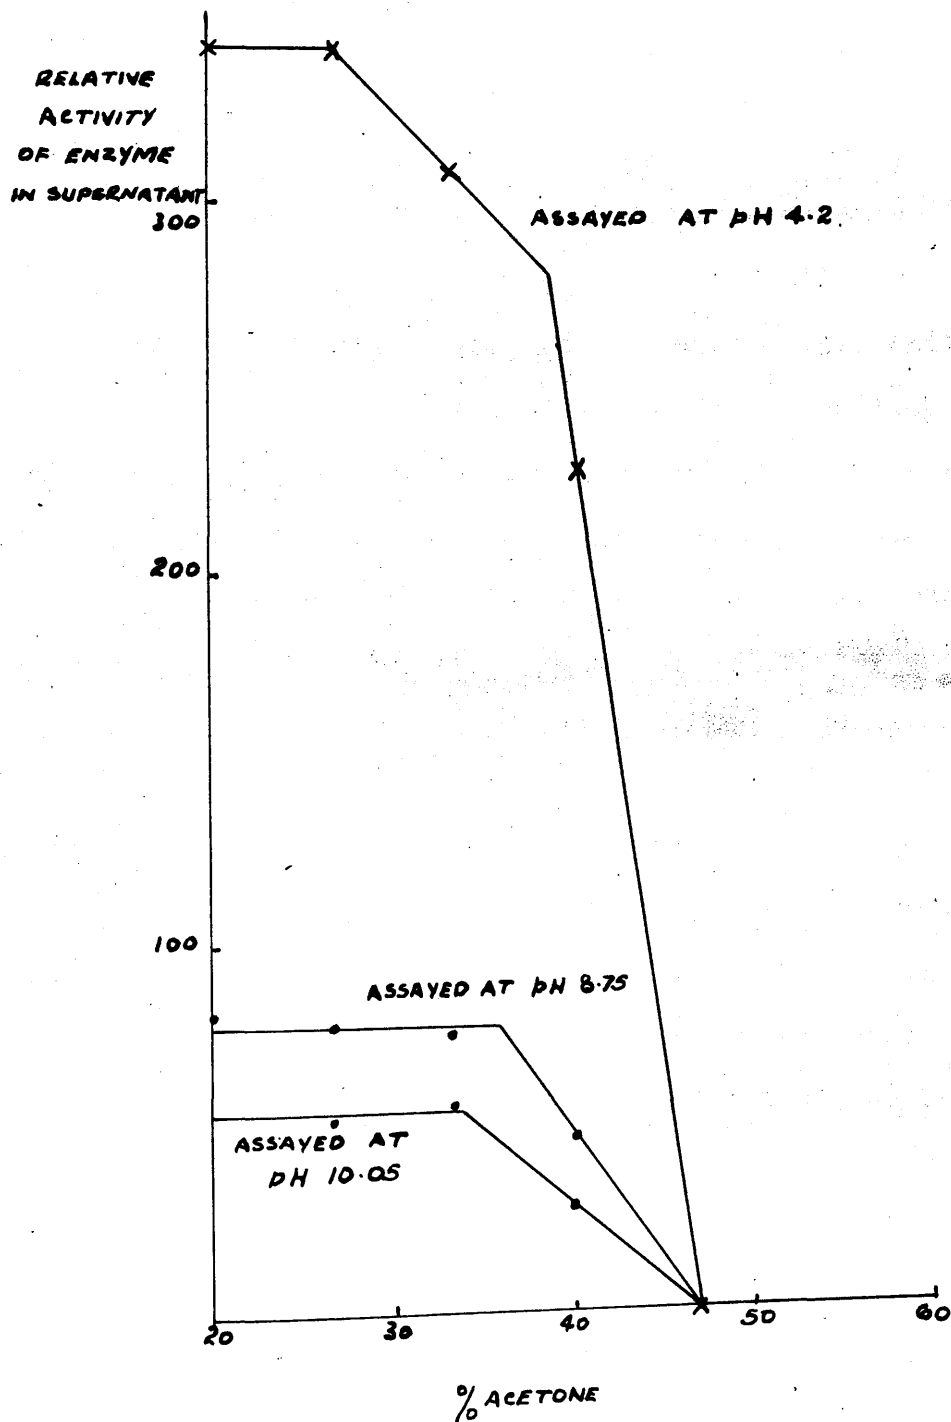 RELATIVE
ACTIVITY
OF ENZYME
IN SUPERNATANT
300
ASSAYED AT pH 4.2.
200
100
ASSAYED AT pH 8.75
ASSAYED AT
pH 10.05
20
30
40
50
60
% ACETONE